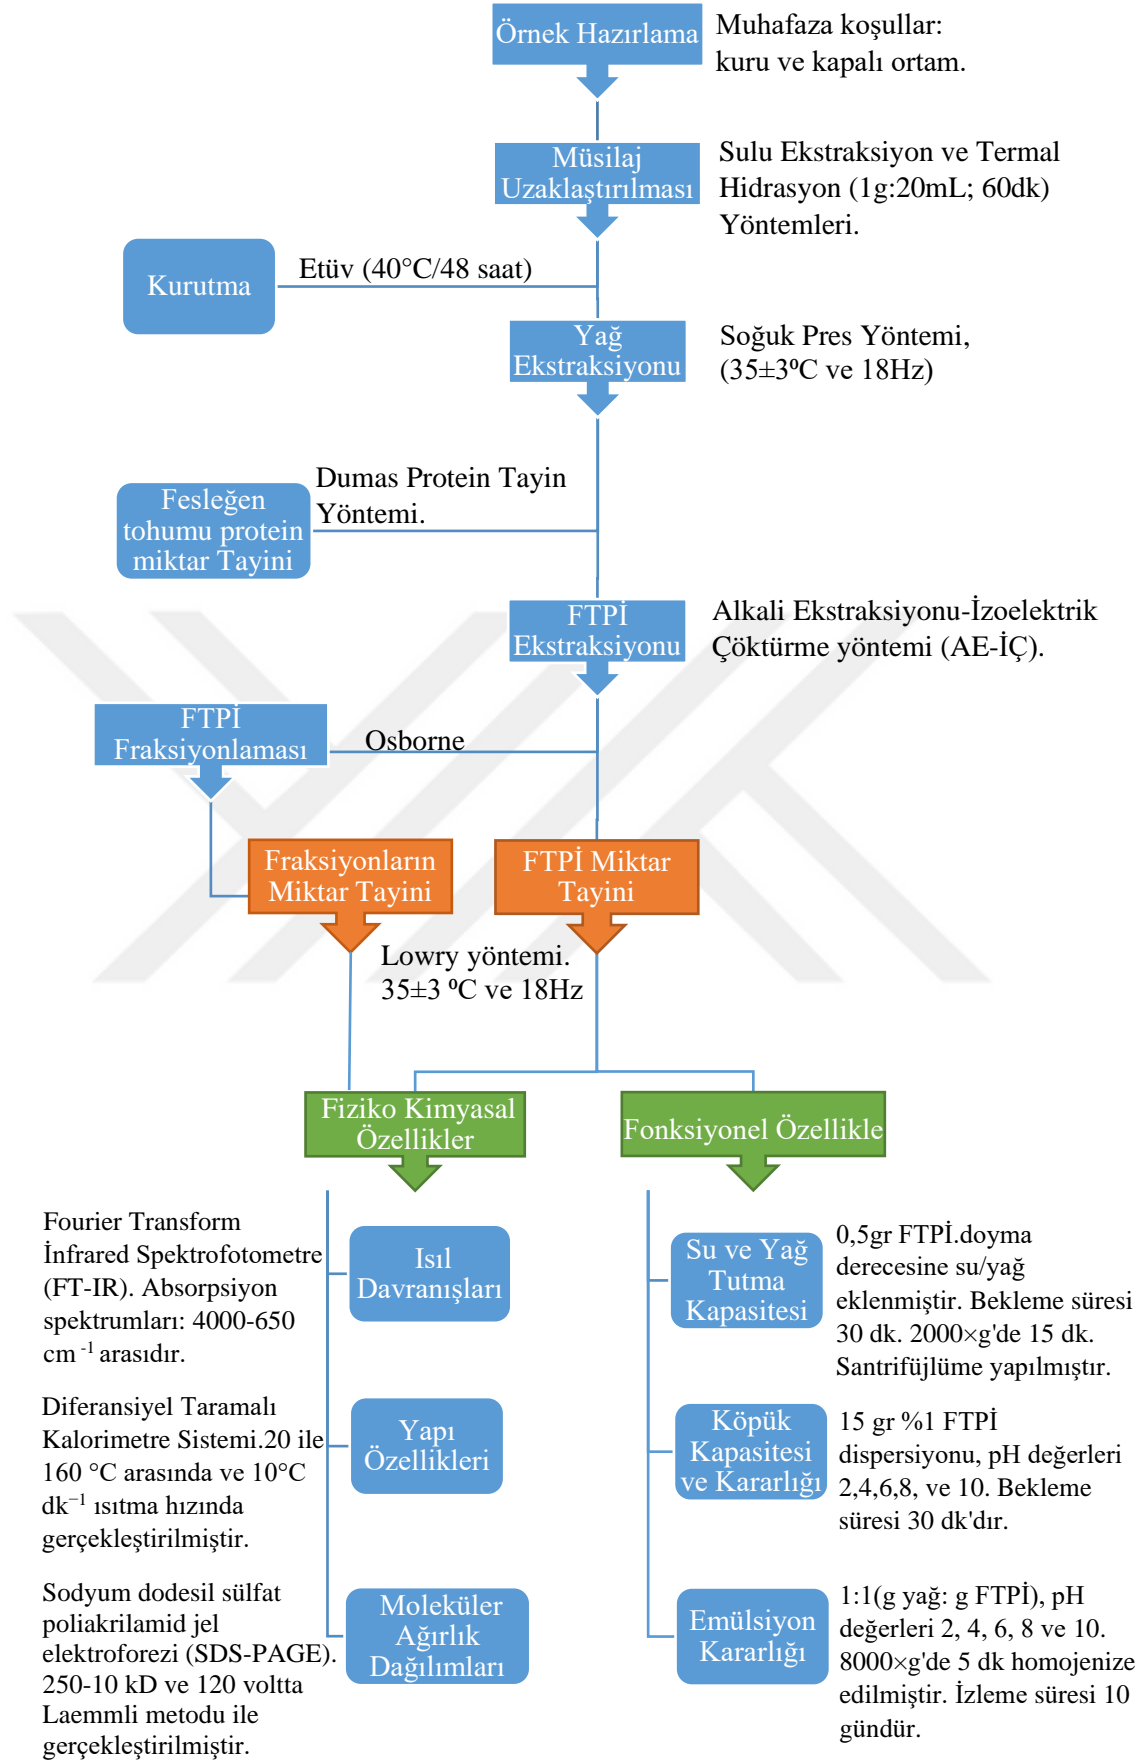 Örnek Hazırlama
Muhafaza koşullar:
kuru ve kapalı ortam.
Müsilaj
Uzaklaştırılması
Sulu Ekstraksiyon ve Termal
Hidrasyon (1g:20mL; 60dk)
Yöntemleri.
Kurutma
Etüv (40°C/48 saat)
Yağ
Ekstraksiyonu
Soğuk Pres Yöntemi,
(35±3⁰C ve 18Hz)
Fesleğen
tohumu protein
miktar Tayini
Dumas Protein Tayin
Yöntemi.
FTPİ
Ekstraksiyonu
Alkali Ekstraksiyonu-İzoelektrik
Çöktürme yöntemi (AE-İÇ).
FTPİ
Fraksiyonlaması
Osborne
Fraksiyonların
Miktar Tayini
FTPİ Miktar
Tayini
Lowry yöntemi.
35±3 ⁰C ve 18Hz
Fiziko Kimyasal
Özellikler
Fonksiyonel Özellikle
Fourier Transform
İnfrared Spektrofotometre
(FT-IR). Absorpsiyon
spektrumları: 4000-650
cm ⁻¹ arasıdır.
Isıl
Davranışları
Su ve Yağ
Tutma
Kapasitesi
0,5gr FTPİ.doyma
derecesine su/yağ
eklenmiştir. Bekleme süresi
30 dk. 2000×g'de 15 dk.
Santrifüjlüme yapılmıştır.
Diferansiyel Taramalı
Kalorimetre Sistemi.20 ile
160 °C arasında ve 10°C
dk⁻¹ ısıtma hızında
gerçekleştirilmiştir.
Yapı
Özellikleri
Köpük
Kapasitesi
ve Kararlığı
15 gr %1 FTPİ
dispersiyonu, pH değerleri
2,4,6,8, ve 10. Bekleme
süresi 30 dk'dır.
Sodyum dodesil sülfat
poliakrilamid jel
elektroforezi (SDS-PAGE).
250-10 kD ve 120 voltta
Laemmli metodu ile
gerçekleştirilmiştir.
Moleküler
Ağırlık
Dağılımları
Emülsiyon
Kararlığı
1:1(g yağ: g FTPİ), pH
değerleri 2, 4, 6, 8 ve 10.
8000×g'de 5 dk homojenize
edilmiştir. İzleme süresi 10
gündür.